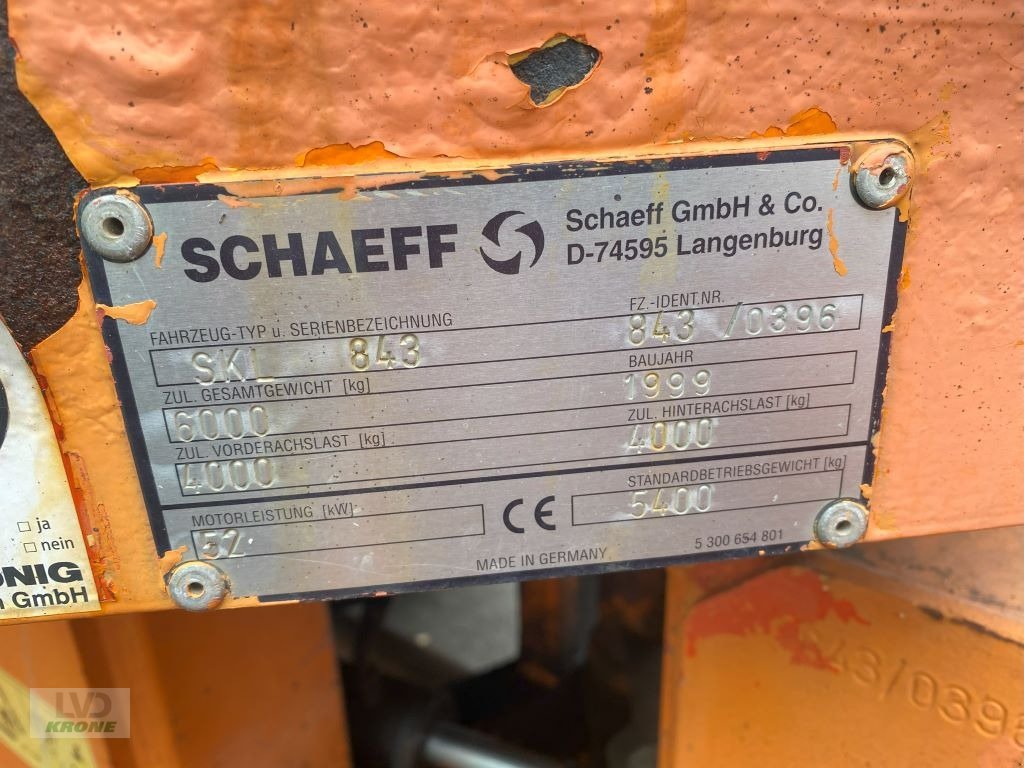 SCHAEFF
Schaeff GmbH & Co.
D-74595 Langenburg
FAHRZEUG-TYP u. SERIENBEZEICHNUNG
FZ.-IDENT.NR.
SKL 843
843 /0396
ZUL. GESAMTGEWICHT [kg]
BAUJAHR
6000
1999
ZUL. VORDERACHSLAST [kg]
ZUL. HINTERACHSLAST [kg]
4000
4000
MOTORLEISTUNG [kW]
STANDARDBETRIEBSGEWICHT [kg]
52
CE
5400
MADE IN GERMANY
5 300 654 801
ja
nein
GmbH
843/0396
LVD
KRONE